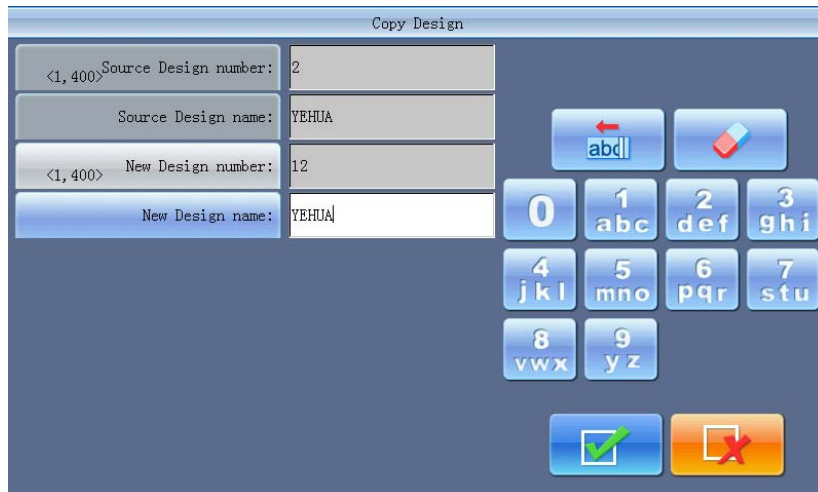 Copy Design
<1,400>Source Design number: 2
Source Design name: YEHUA
<1,400> New Design number: 12
New Design name: YEHUA
abc
0 1 2 3
abc def ghi
4 5 6 7
jkl mno pqr stu
8 9
vwx yz